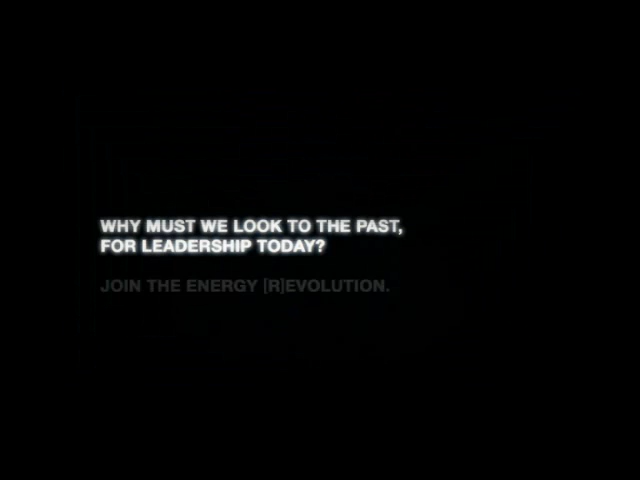 WHY MUST WE LOOK TO THE PAST,
FOR LEADERSHIP TODAY?
JOIN THE ENERGY [R]EVOLUTION.